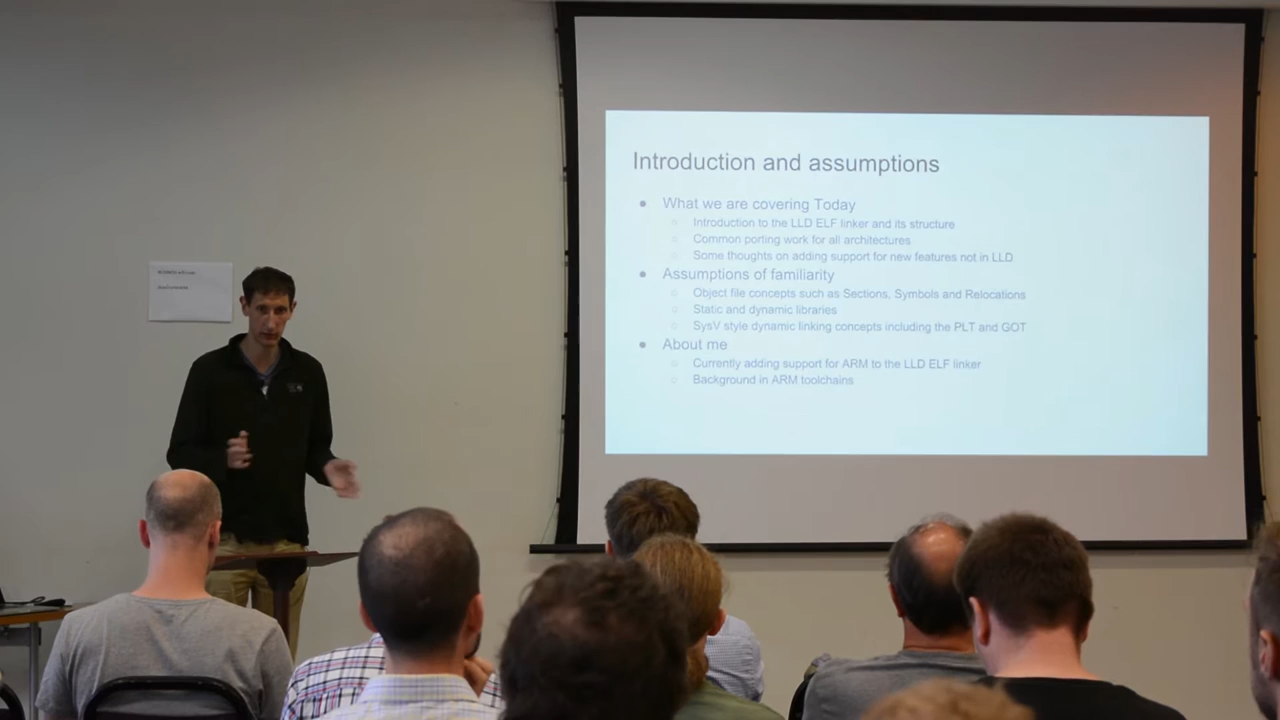 Introduction and assumptions
● What we are covering Today
○ Introduction to the LLD ELF linker and its structure
○ Common porting work for all architectures
○ Some thoughts on adding support for new features not in LLD
● Assumptions of familiarity
○ Object file concepts such as Sections, Symbols and Relocations
○ Static and dynamic libraries
○ SysV style dynamic linking concepts including the PLT and GOT
● About me
○ Currently adding support for ARM to the LLD ELF linker
○ Background in ARM toolchains